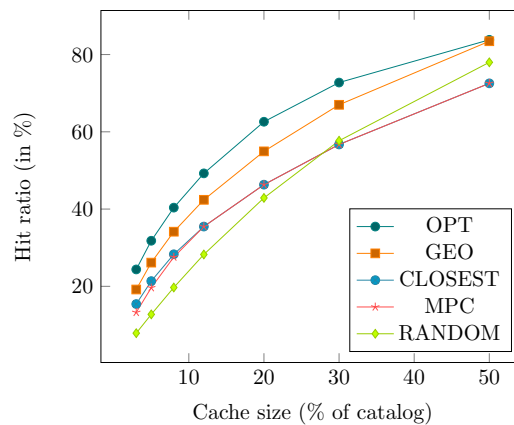 80
60
40
20
Hit ratio (in %)
OPT
GEO
CLOSEST
MPC
RANDOM
10 20 30 40 50
Cache size (% of catalog)